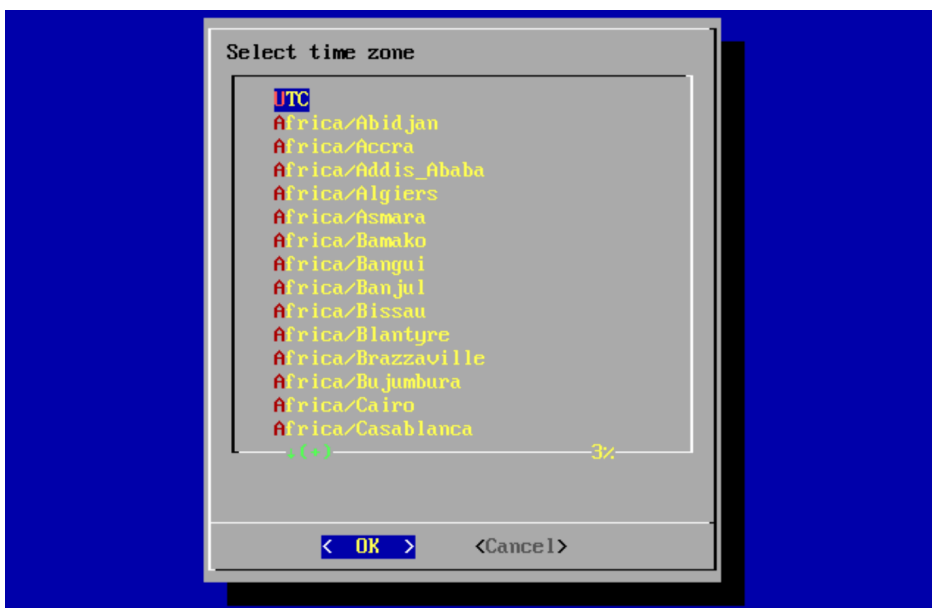 Select time zone
UTC
Africa/Abidjan
Africa/Accra
Africa/Addis_Ababa
Africa/Algiers
Africa/Asmara
Africa/Bamako
Africa/Bangui
Africa/Banjul
Africa/Bissau
Africa/Blantyre
Africa/Brazzaville
Africa/Bujumbura
Africa/Cairo
Africa/Casablanca
↓(+) 3%
< OK > <Cancel>